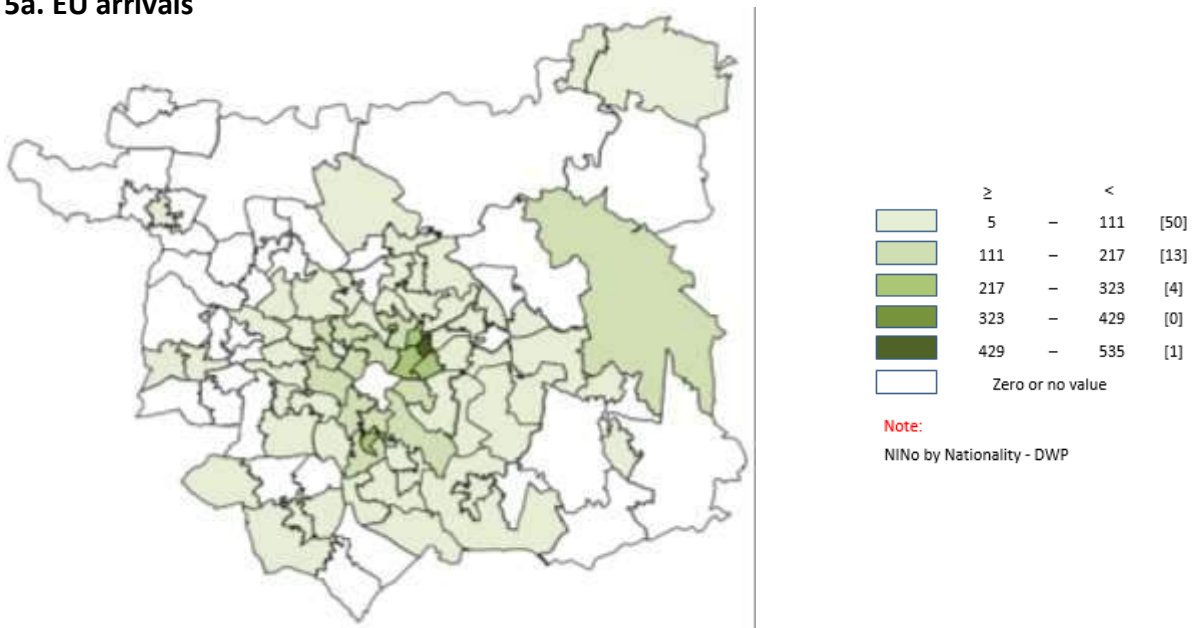 5a. EU arrivals
≥ <
5 – 111 [50]
111 – 217 [13]
217 – 323 [4]
323 – 429 [0]
429 – 535 [1]
Zero or no value
Note:
NINo by Nationality - DWP